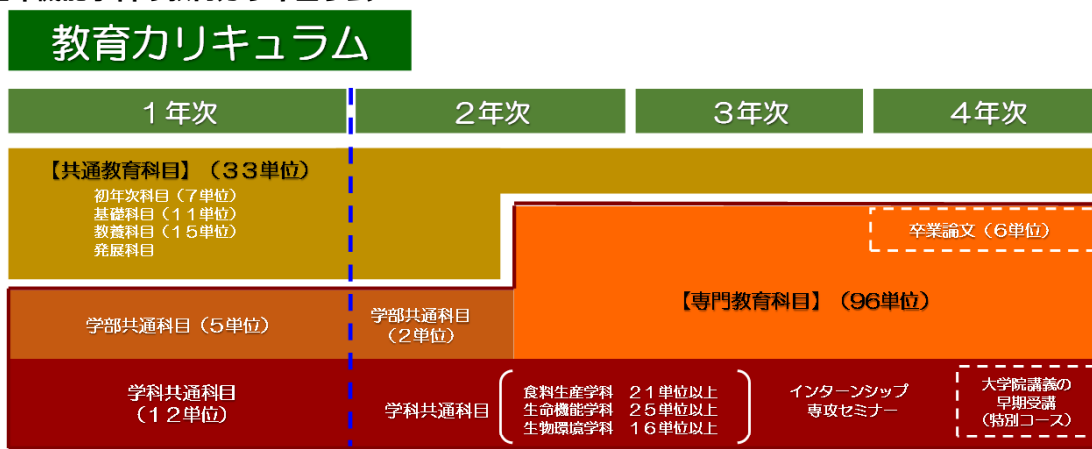 教育カリキュラム
1年次
2年次
3年次
4年次
【共通教育科目】（33単位）
初年次科目（7単位）
基礎科目（11単位）
教養科目（15単位）
発展科目
卒業論文（6単位）
【専門教育科目】（96単位）
学部共通科目（5単位）
学部共通科目
（2単位）
学科共通科目
（12単位）
学科共通科目
食料生産学科　21単位以上
生命機能学科　25単位以上
生物環境学科　16単位以上
インターンシップ
専攻セミナー
大学院講義の
早期受講
（特別コース）